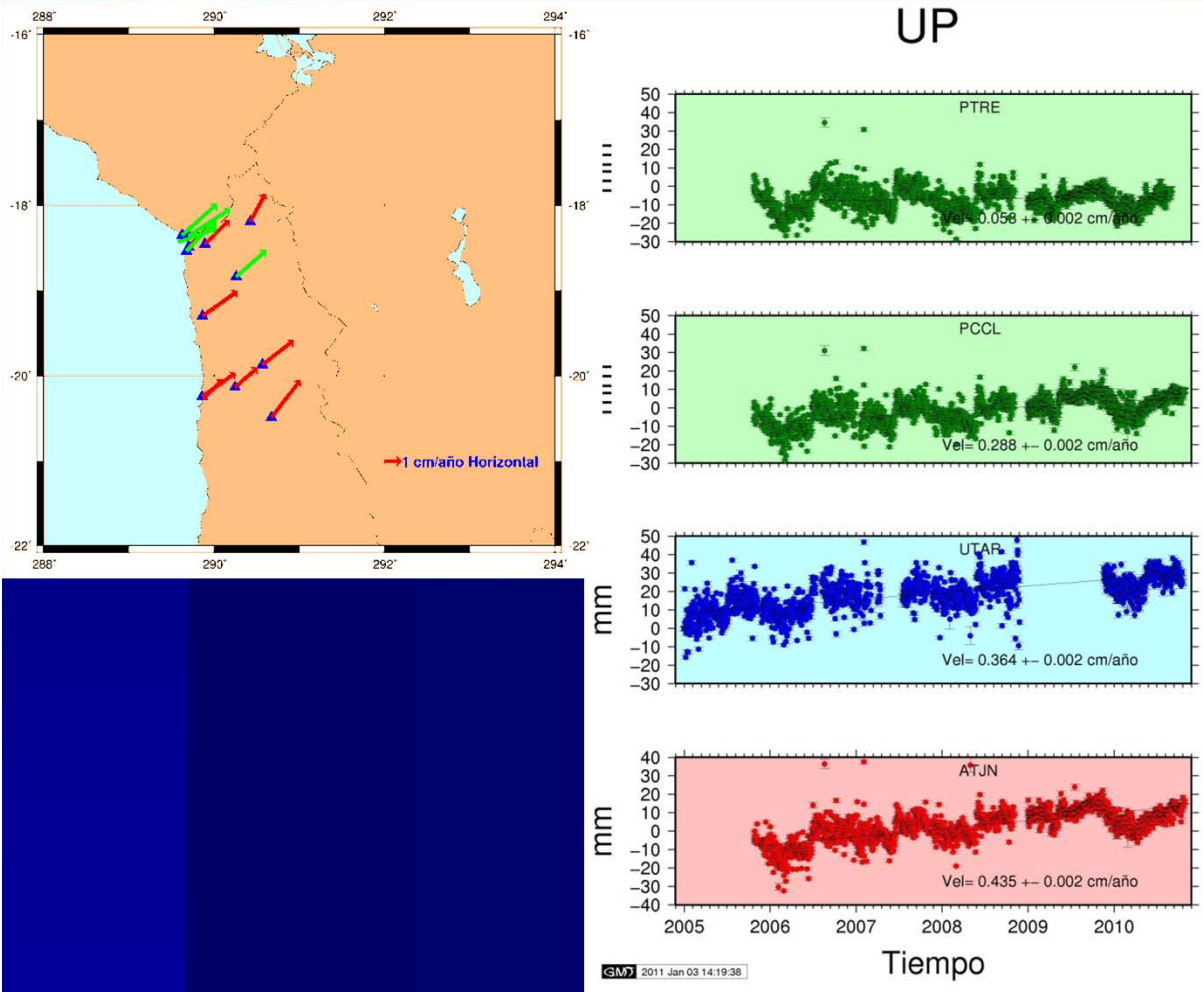 288˚ 290˚ 292˚ 294˚
-16˚ -16˚
-18˚ -18˚
-20˚ -20˚
1 cm/año Horizontal
-22˚ -22˚
288˚ 290˚ 292˚ 294˚
UP
50
40
30
20
10
0
−10
−20
−30
PTRE
Vel= 0.058 +− 0.002 cm/año
50
40
30
20
10
0
−10
−20
−30
PCCL
Vel= 0.288 +− 0.002 cm/año
mm
50
40
30
20
10
0
−10
−20
−30
UTAR
Vel= 0.364 +− 0.002 cm/año
mm
40
30
20
10
0
−10
−20
−30
−40
ATJN
Vel= 0.435 +− 0.002 cm/año
2005 2006 2007 2008 2009 2010
Tiempo
GMT 2011 Jan 03 14:19:38